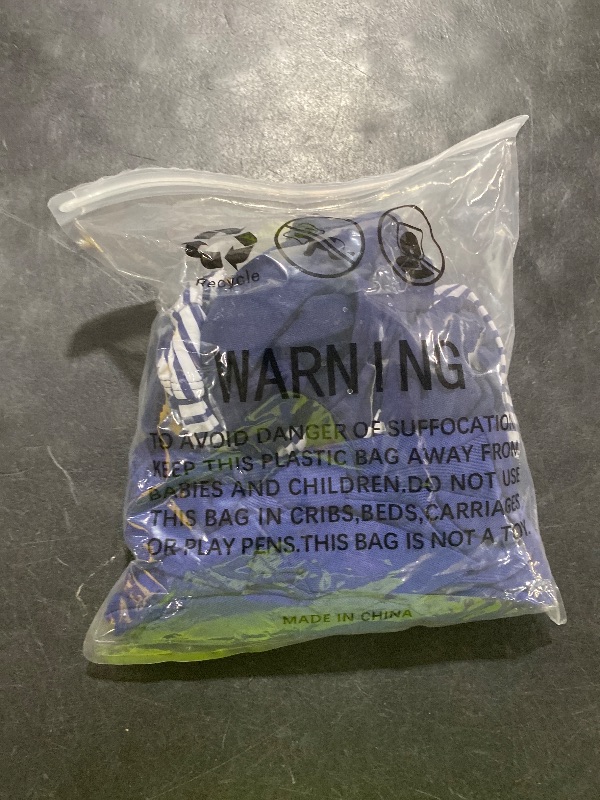 Recycle
WARNING
TO AVOID DANGER OF SUFFOCATION
KEEP THIS PLASTIC BAG AWAY FROM
BABIES AND CHILDREN.DO NOT USE
THIS BAG IN CRIBS,BEDS,CARRIAGES
OR PLAY PENS.THIS BAG IS NOT A TOY.
MADE IN CHINA